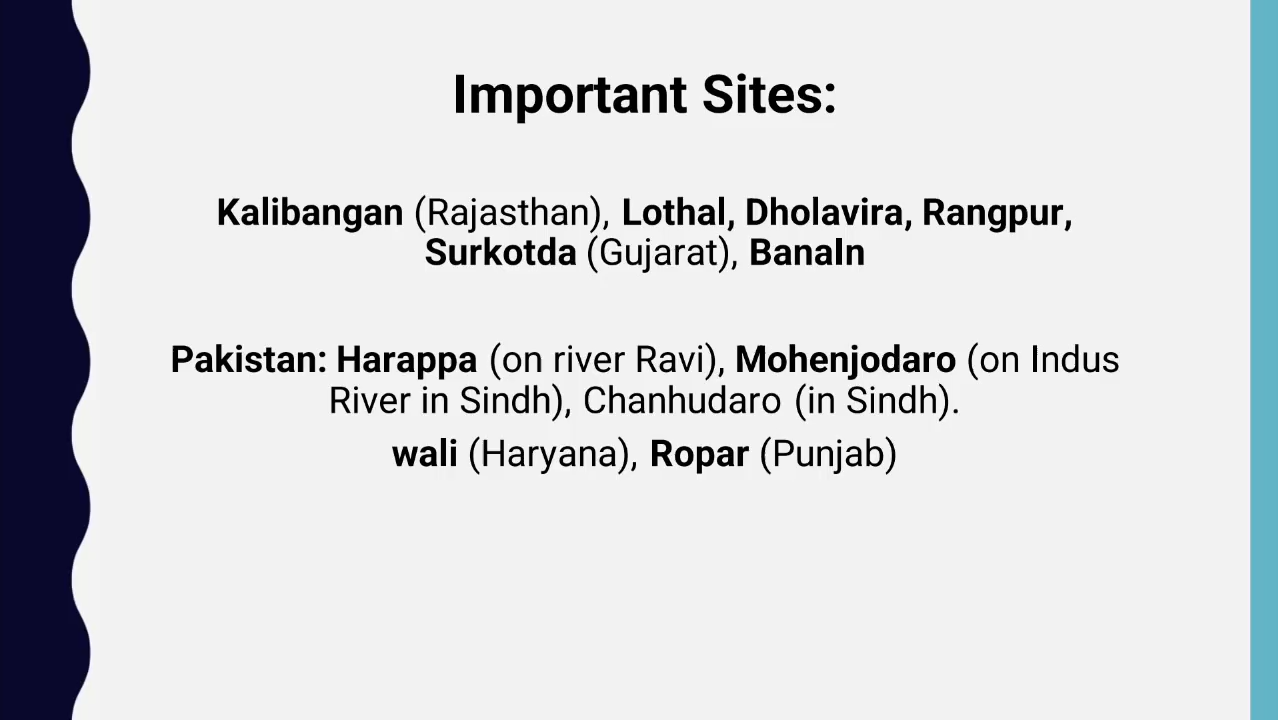 Important Sites:
Kalibangan (Rajasthan), Lothal, Dholavira, Rangpur,
Surkotda (Gujarat), BanaIn
Pakistan: Harappa (on river Ravi), Mohenjodaro (on Indus
River in Sindh), Chanhudaro (in Sindh).
wali (Haryana), Ropar (Punjab)